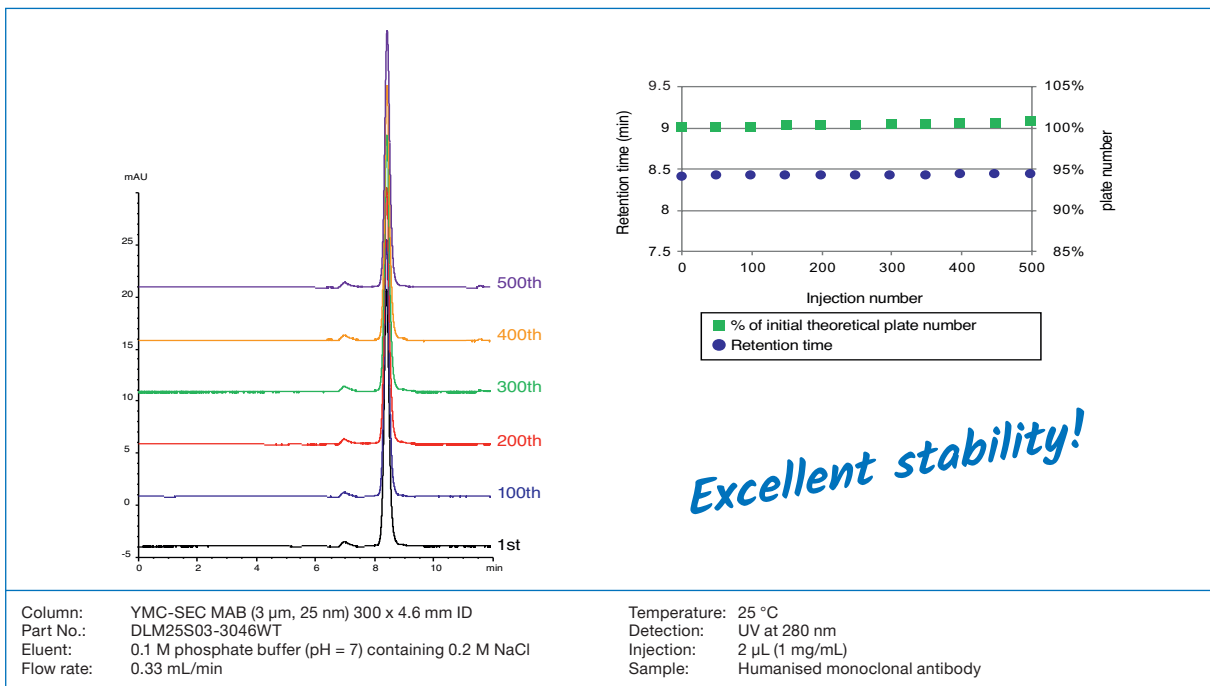 mAU
25
20
15
10
5
0
-5
0 2 4 6 8 10 min
500th
400th
300th
200th
100th
1st
Retention time (min)
9.5
9
8.5
8
7.5
105%
100%
95%
90%
85%
plate number
0 100 200 300 400 500
Injection number
% of initial theoretical plate number
Retention time
Excellent stability!
Column: YMC-SEC MAB (3 µm, 25 nm) 300 x 4.6 mm ID
Part No.: DLM25S03-3046WT
Eluent: 0.1 M phosphate buffer (pH = 7) containing 0.2 M NaCl
Flow rate: 0.33 mL/min
Temperature: 25 °C
Detection: UV at 280 nm
Injection: 2 µL (1 mg/mL)
Sample: Humanised monoclonal antibody